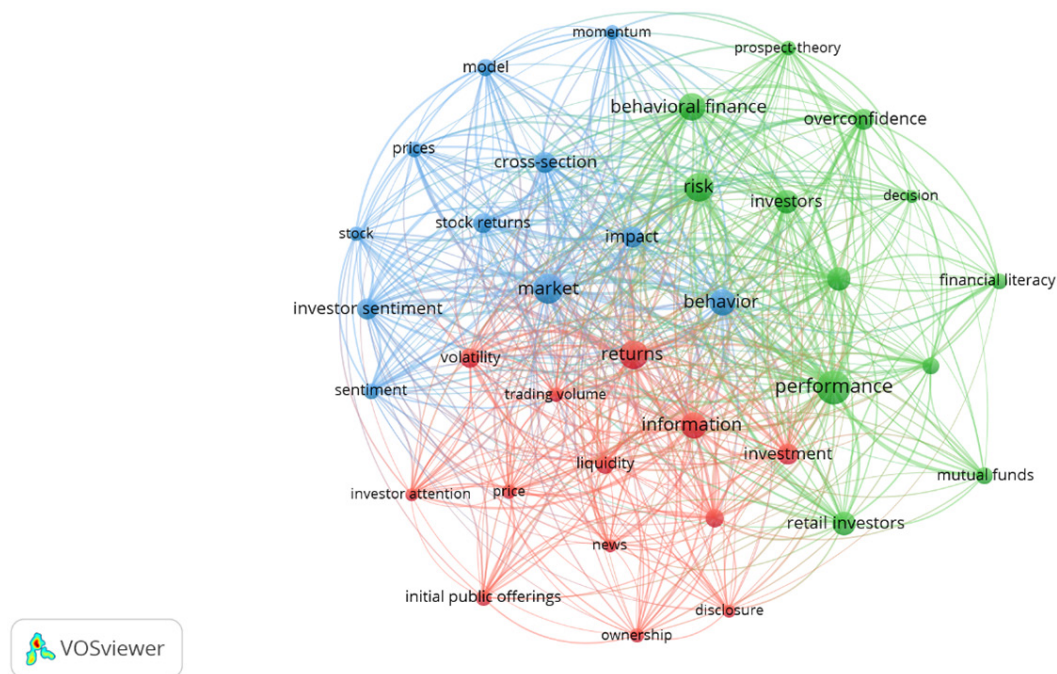 momentum
prospect-theory
model
behavioral finance
overconfidence
prices
cross-section
risk
investors
decision
stock
stock returns
impact
financial literacy
market
behavior
investor sentiment
volatility
returns
sentiment
trading volume
performance
information
investment
liquidity
mutual funds
investor attention
price
retail investors
news
initial public offerings
disclosure
ownership
VOSviewer